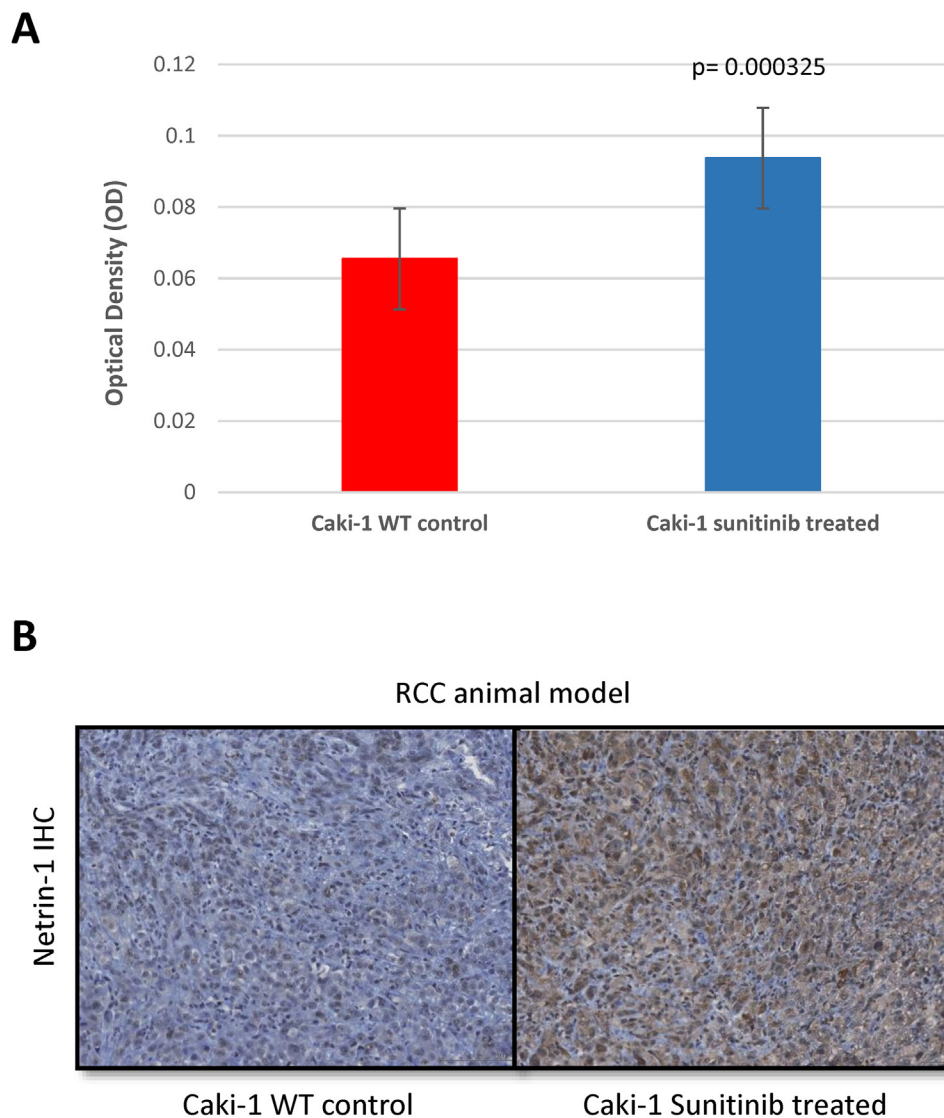 A
0.12
p= 0.000325
0.1
0.08
0.06
0.04
0.02
0
Optical Density (OD)
Caki-1 WT control
Caki-1 sunitinib treated
B
RCC animal model
Netrin-1 IHC
Caki-1 WT control
Caki-1 Sunitinib treated